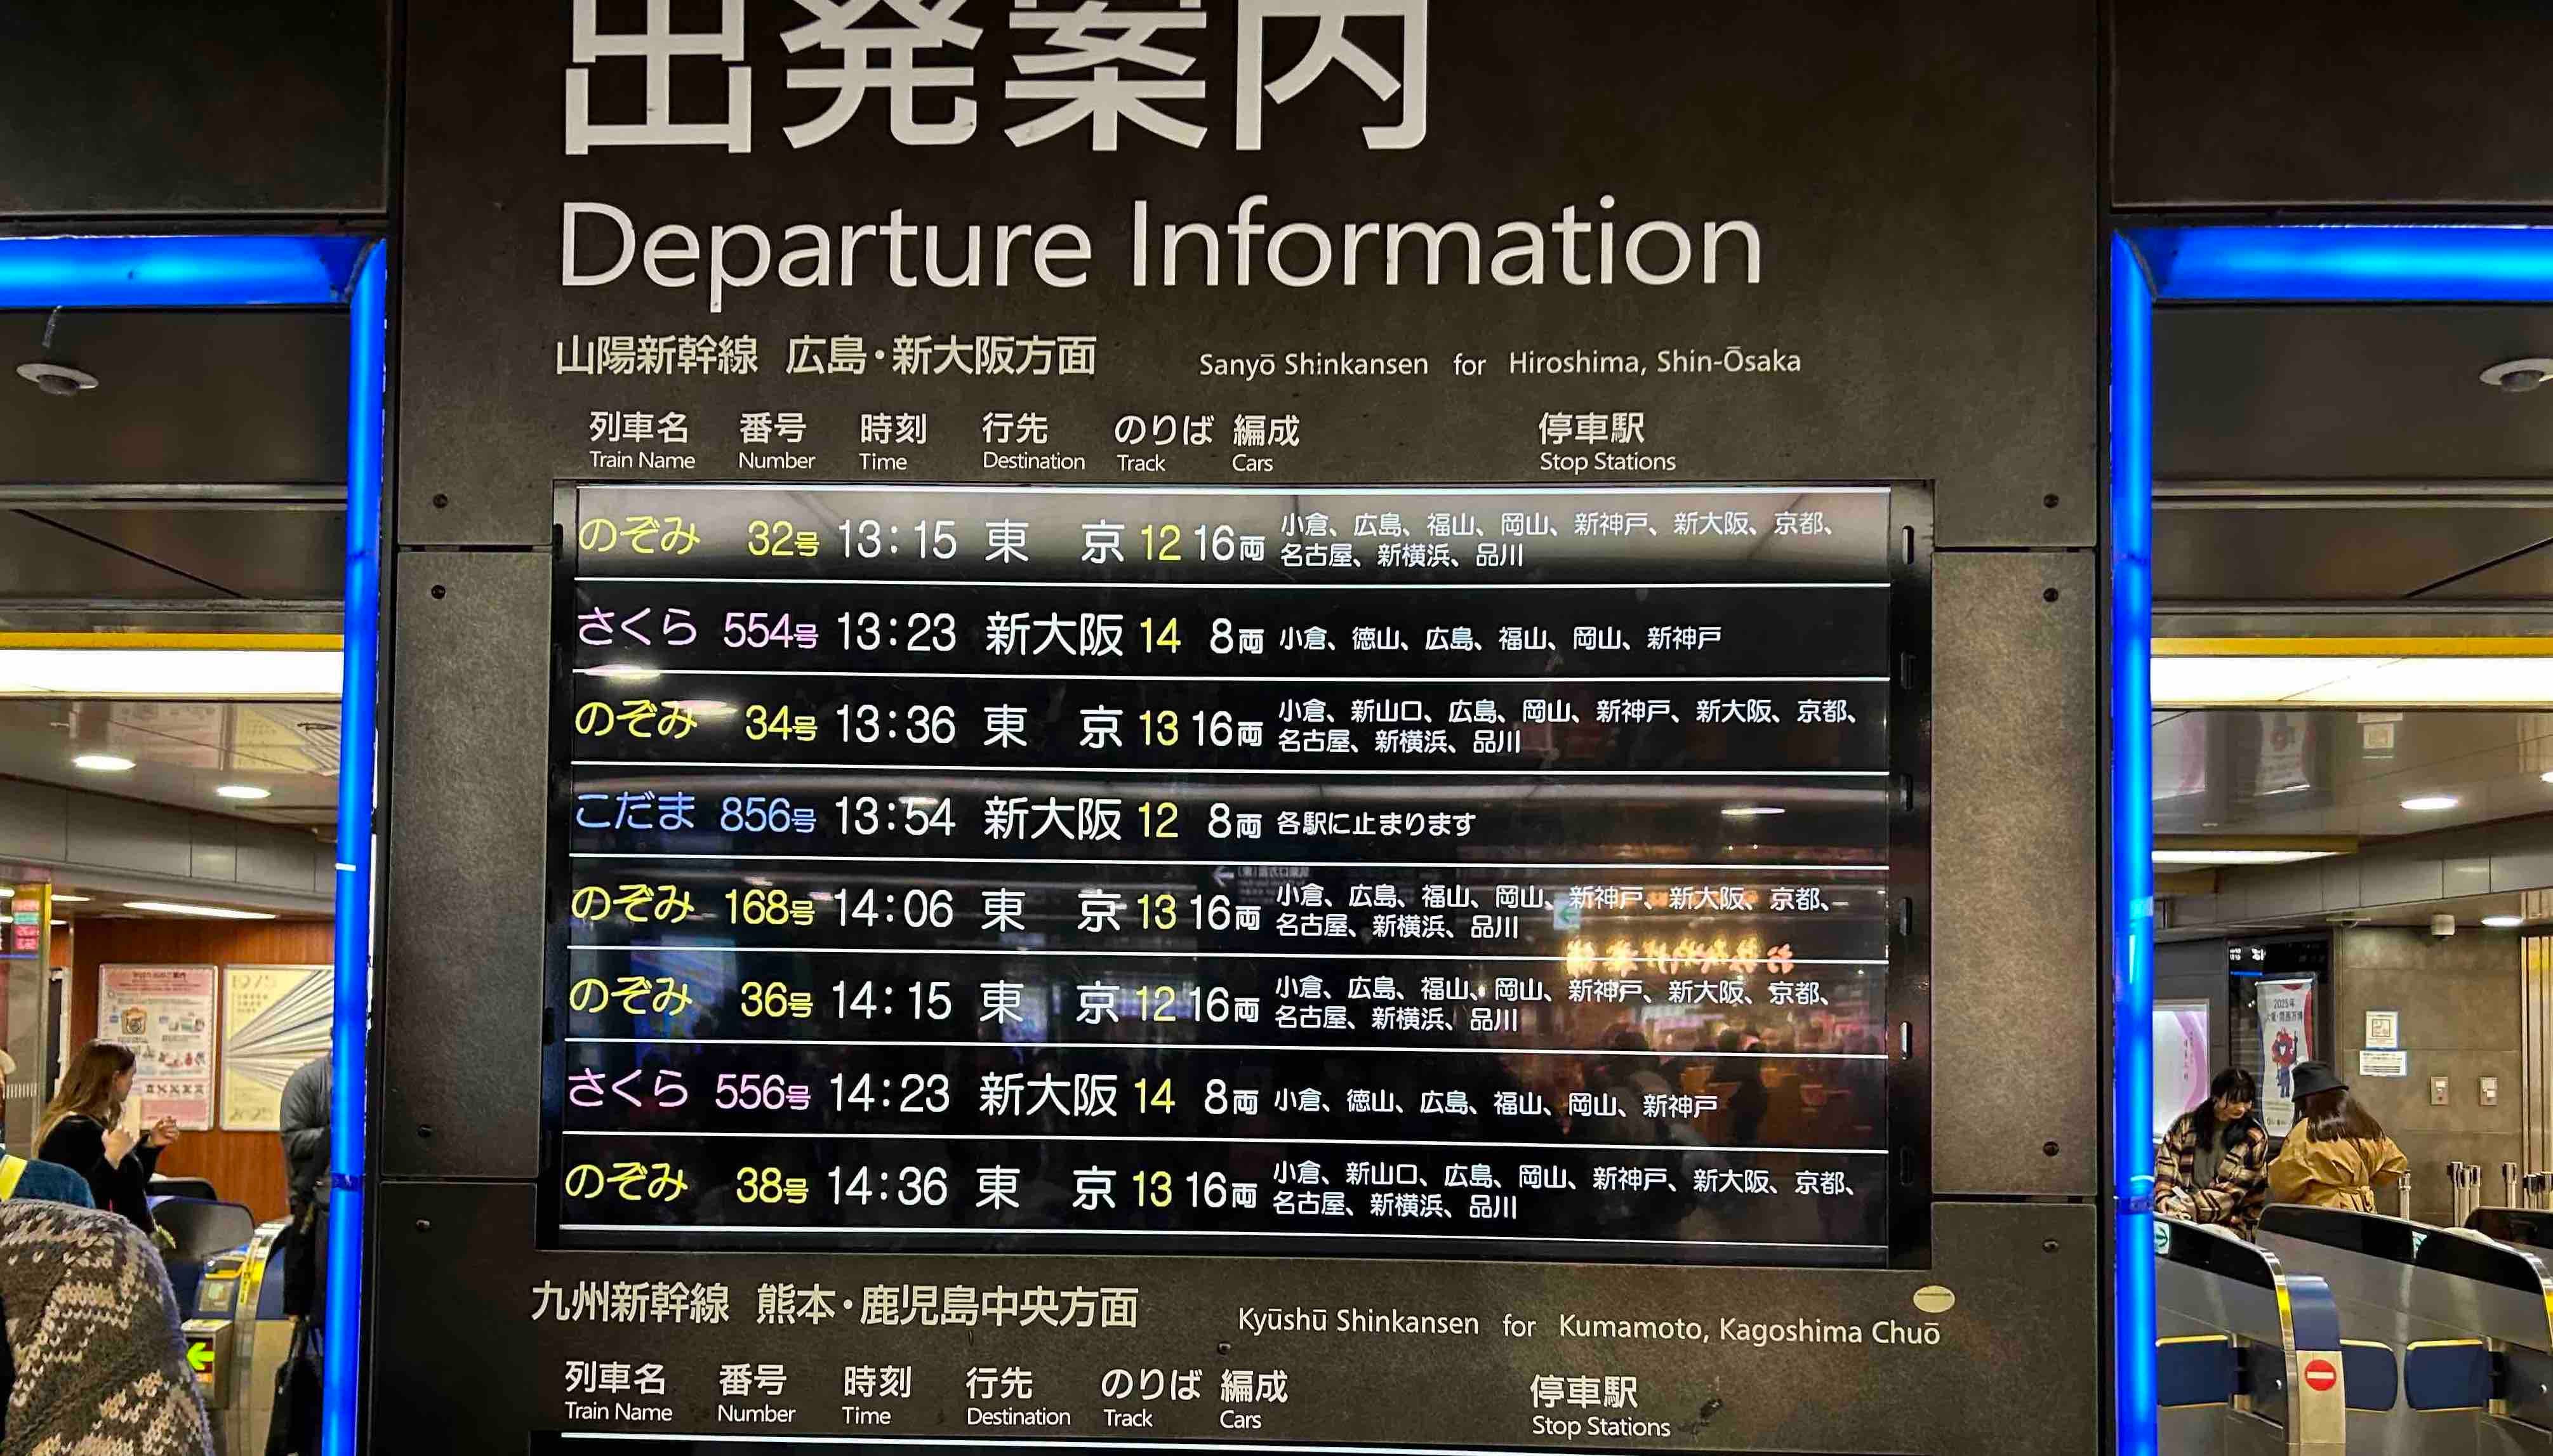 出発案内
Departure Information
山陽新幹線 広島・新大阪方面 Sanyō Shinkansen for Hiroshima, Shin-Ōsaka
列車名 番号 時刻 行先 のりば 編成 停車駅
Train Name Number Time Destination Track Cars Stop Stations
のぞみ 32号 13:15 東 京 12 16両 小倉、広島、福山、岡山、新神戸、新大阪、京都、
名古屋、新横浜、品川
さくら 554号 13:23 新大阪 14 8両 小倉、徳山、広島、福山、岡山、新神戸
のぞみ 34号 13:36 東 京 13 16両 小倉、新山口、広島、岡山、新神戸、新大阪、京都、
名古屋、新横浜、品川
こだま 856号 13:54 新大阪 12 8両 各駅に止まります
のぞみ 168号 14:06 東 京 13 16両 小倉、広島、福山、岡山、新神戸、新大阪、京都、
名古屋、新横浜、品川
のぞみ 36号 14:15 東 京 12 16両 小倉、広島、福山、岡山、新神戸、新大阪、京都、
名古屋、新横浜、品川
さくら 556号 14:23 新大阪 14 8両 小倉、徳山、広島、福山、岡山、新神戸
のぞみ 38号 14:36 東 京 13 16両 小倉、新山口、広島、岡山、新神戸、新大阪、京都、
名古屋、新横浜、品川
九州新幹線 熊本・鹿児島中央方面 Kyūshū Shinkansen for Kumamoto, Kagoshima Chuō
列車名 番号 時刻 行先 のりば 編成 停車駅
Train Name Number Time Destination Track Cars Stop Stations
1975
2025年